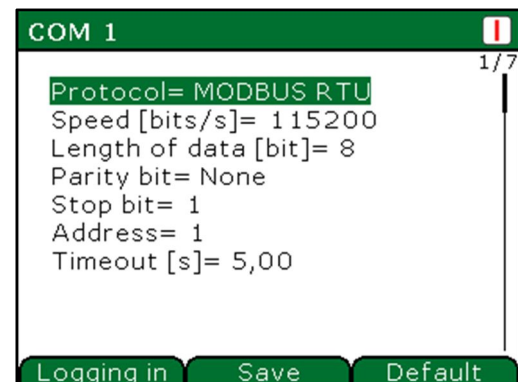 COM 1
1/7
Protocol= MODBUS RTU
Speed [bits/s]= 115200
Length of data [bit]= 8
Parity bit= None
Stop bit= 1
Address= 1
Timeout [s]= 5,00
Logging in Save Default